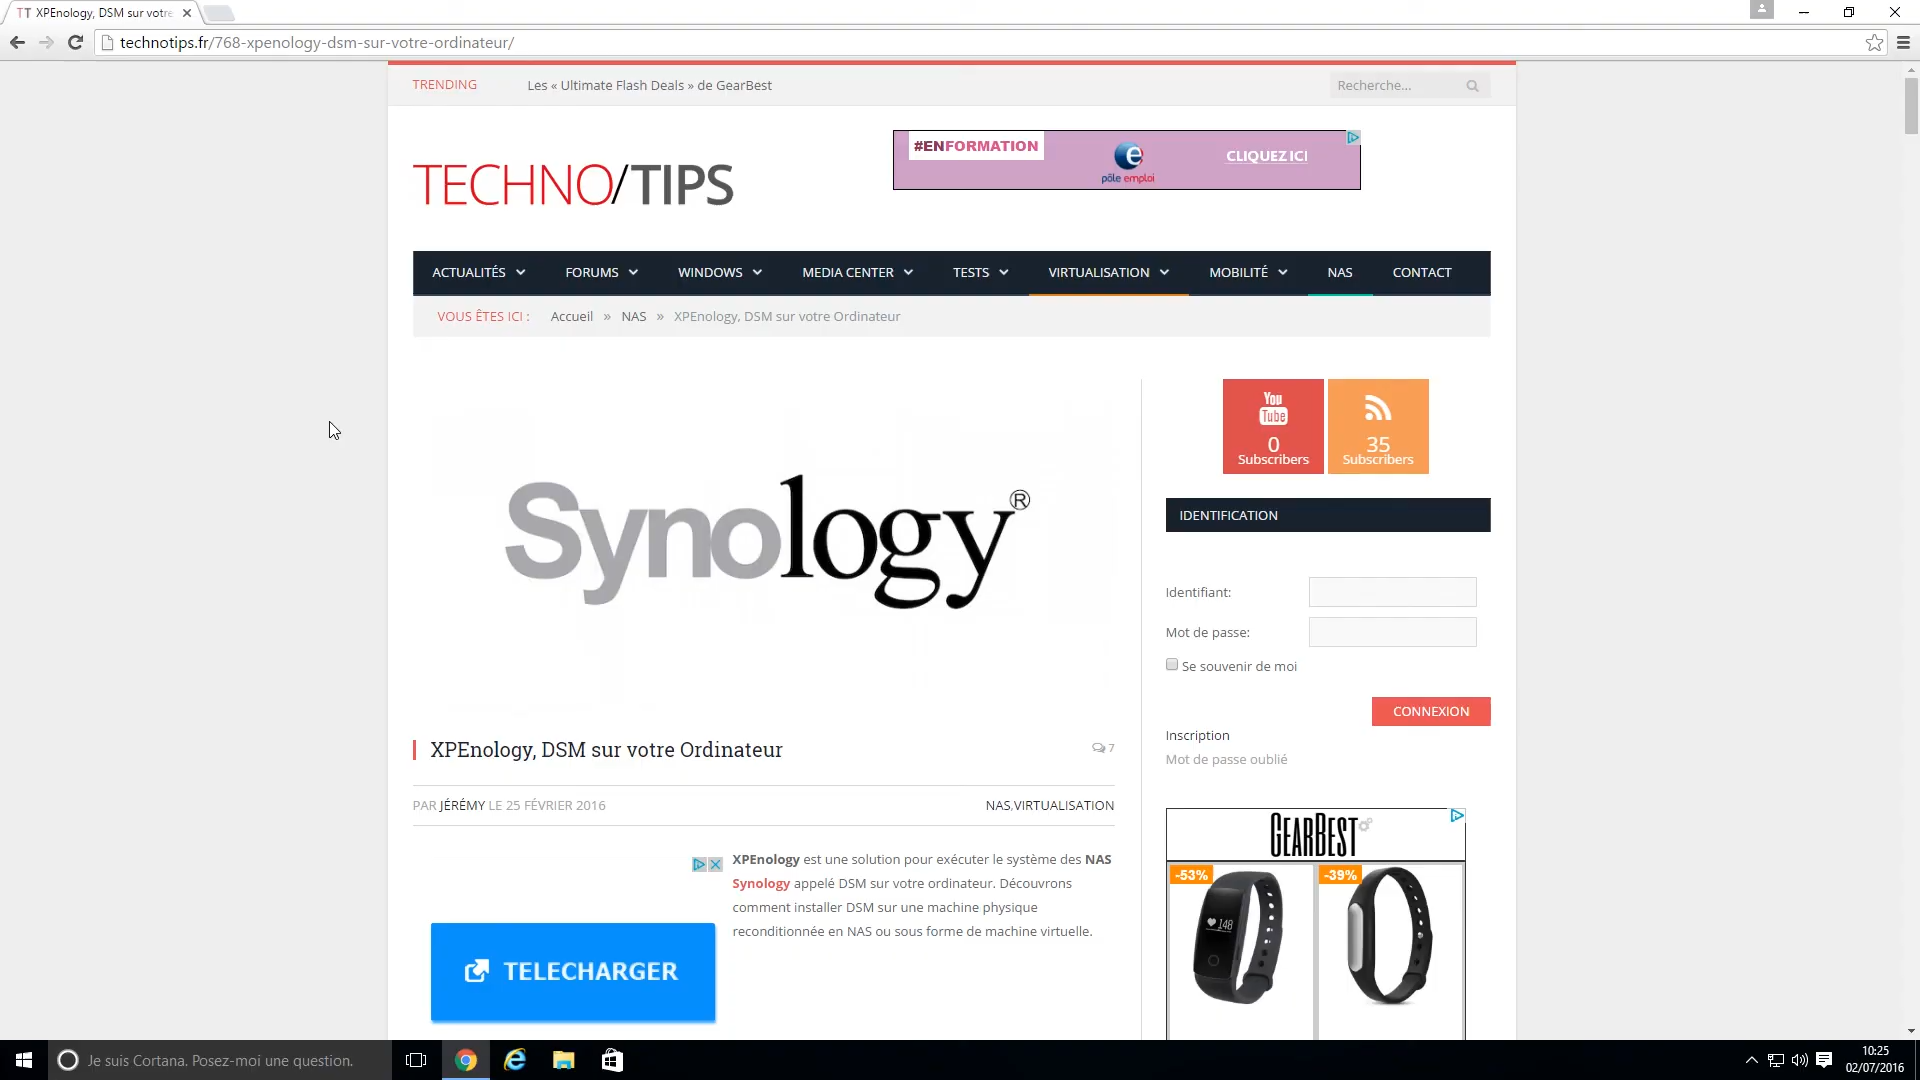 TT XPEnology, DSM sur votre
technotips.fr/768-xpenology-dsm-sur-votre-ordinateur/
TRENDING
Les « Ultimate Flash Deals » de GearBest
Recherche...
#ENFORMATION
pôle emploi
CLIQUEZ ICI
TECHNO/TIPS
ACTUALITÉS
FORUMS
WINDOWS
MEDIA CENTER
TESTS
VIRTUALISATION
MOBILITÉ
NAS
CONTACT
VOUS ÊTES ICI : Accueil » NAS » XPEnology, DSM sur votre Ordinateur
Synology®
You
Tube
0
Subscribers
35
Subscribers
IDENTIFICATION
Identifiant:
Mot de passe:
Se souvenir de moi
CONNEXION
Inscription
Mot de passe oublié
XPEnology, DSM sur votre Ordinateur
7
PAR JÉRÉMY LE 25 FÉVRIER 2016
NAS,VIRTUALISATION
XPEnology est une solution pour exécuter le système des NAS
Synology appelé DSM sur votre ordinateur. Découvrons
comment installer DSM sur une machine physique
reconditionnée en NAS ou sous forme de machine virtuelle.
TELECHARGER
GEARBEST
-53%
-39%
148
Je suis Cortana. Posez-moi une question.
10:25
02/07/2016